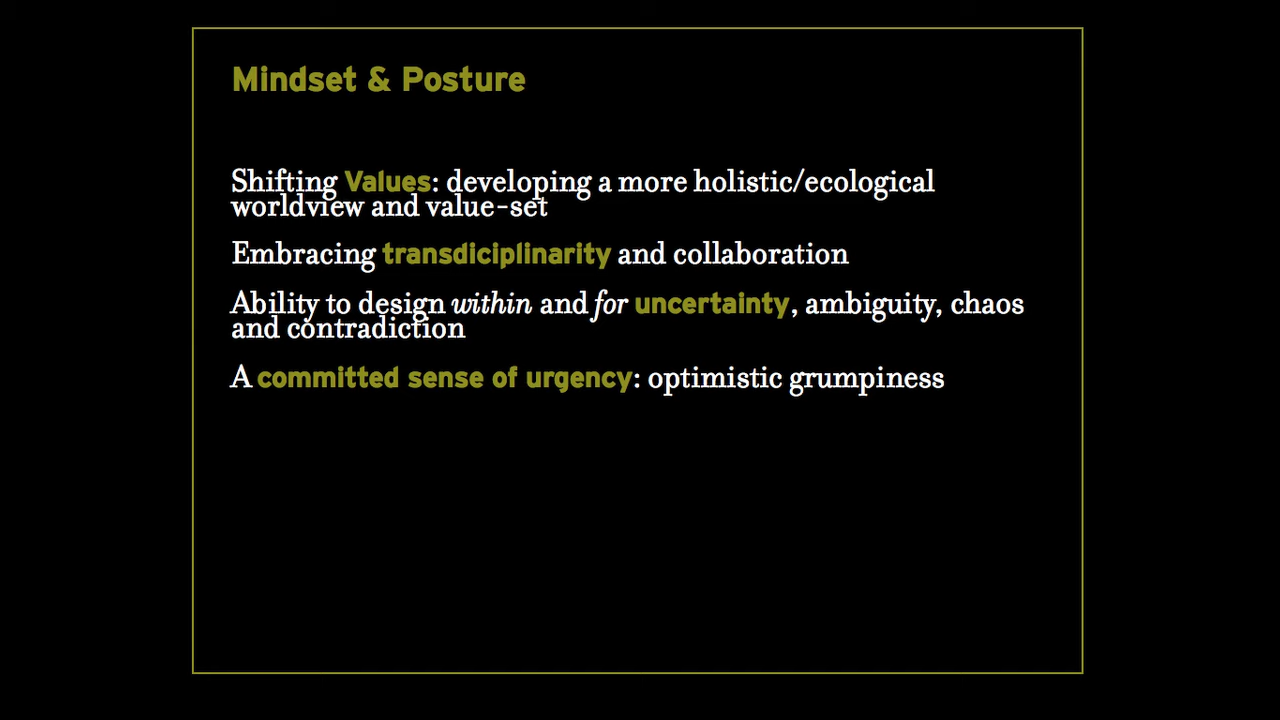 Mindset & Posture
Shifting Values: developing a more holistic/ecological
worldview and value-set
Embracing transdiciplinarity and collaboration
Ability to design within and for uncertainty, ambiguity, chaos
and contradiction
A committed sense of urgency: optimistic grumpiness